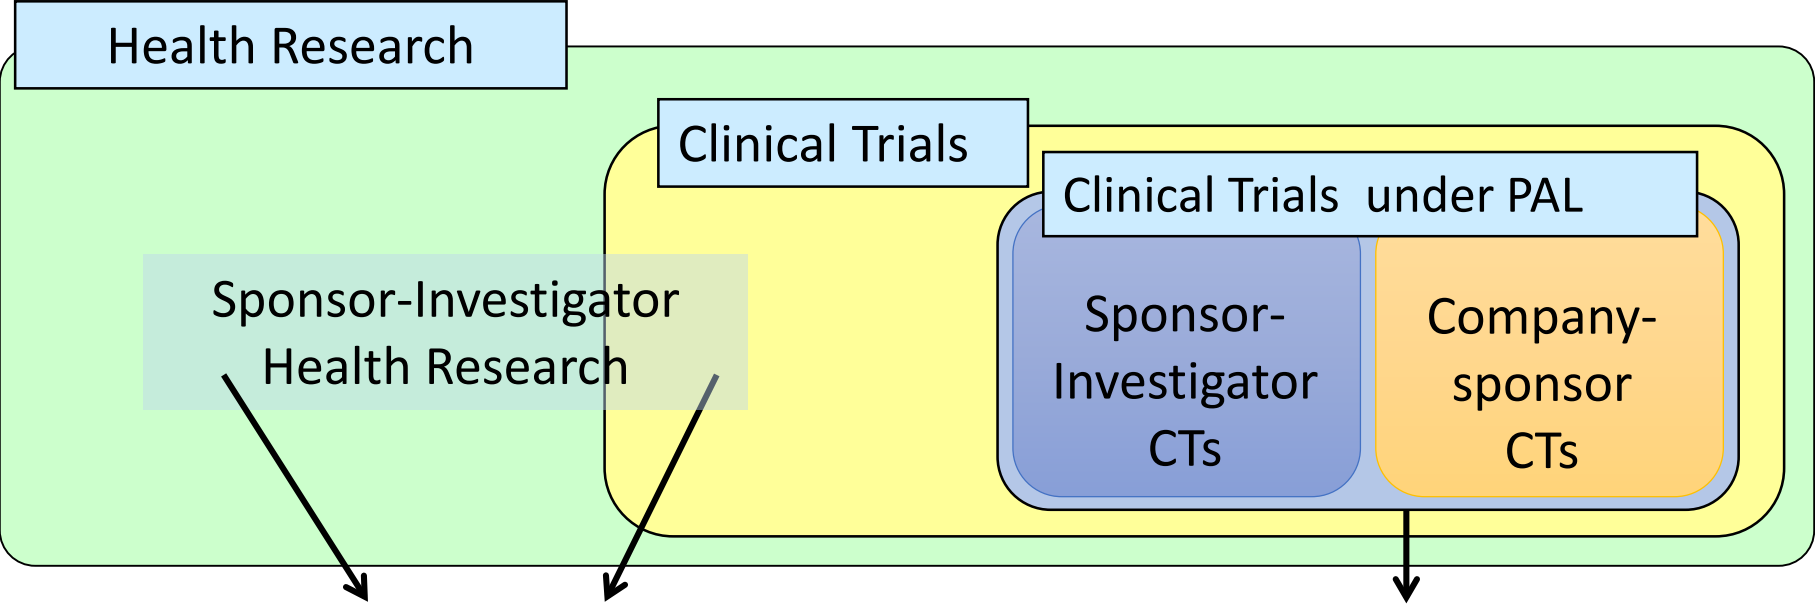 Health Research
Clinical Trials
Clinical Trials under PAL
Sponsor-Investigator
Health Research
Sponsor-
Investigator
CTs
Company-
sponsor
CTs